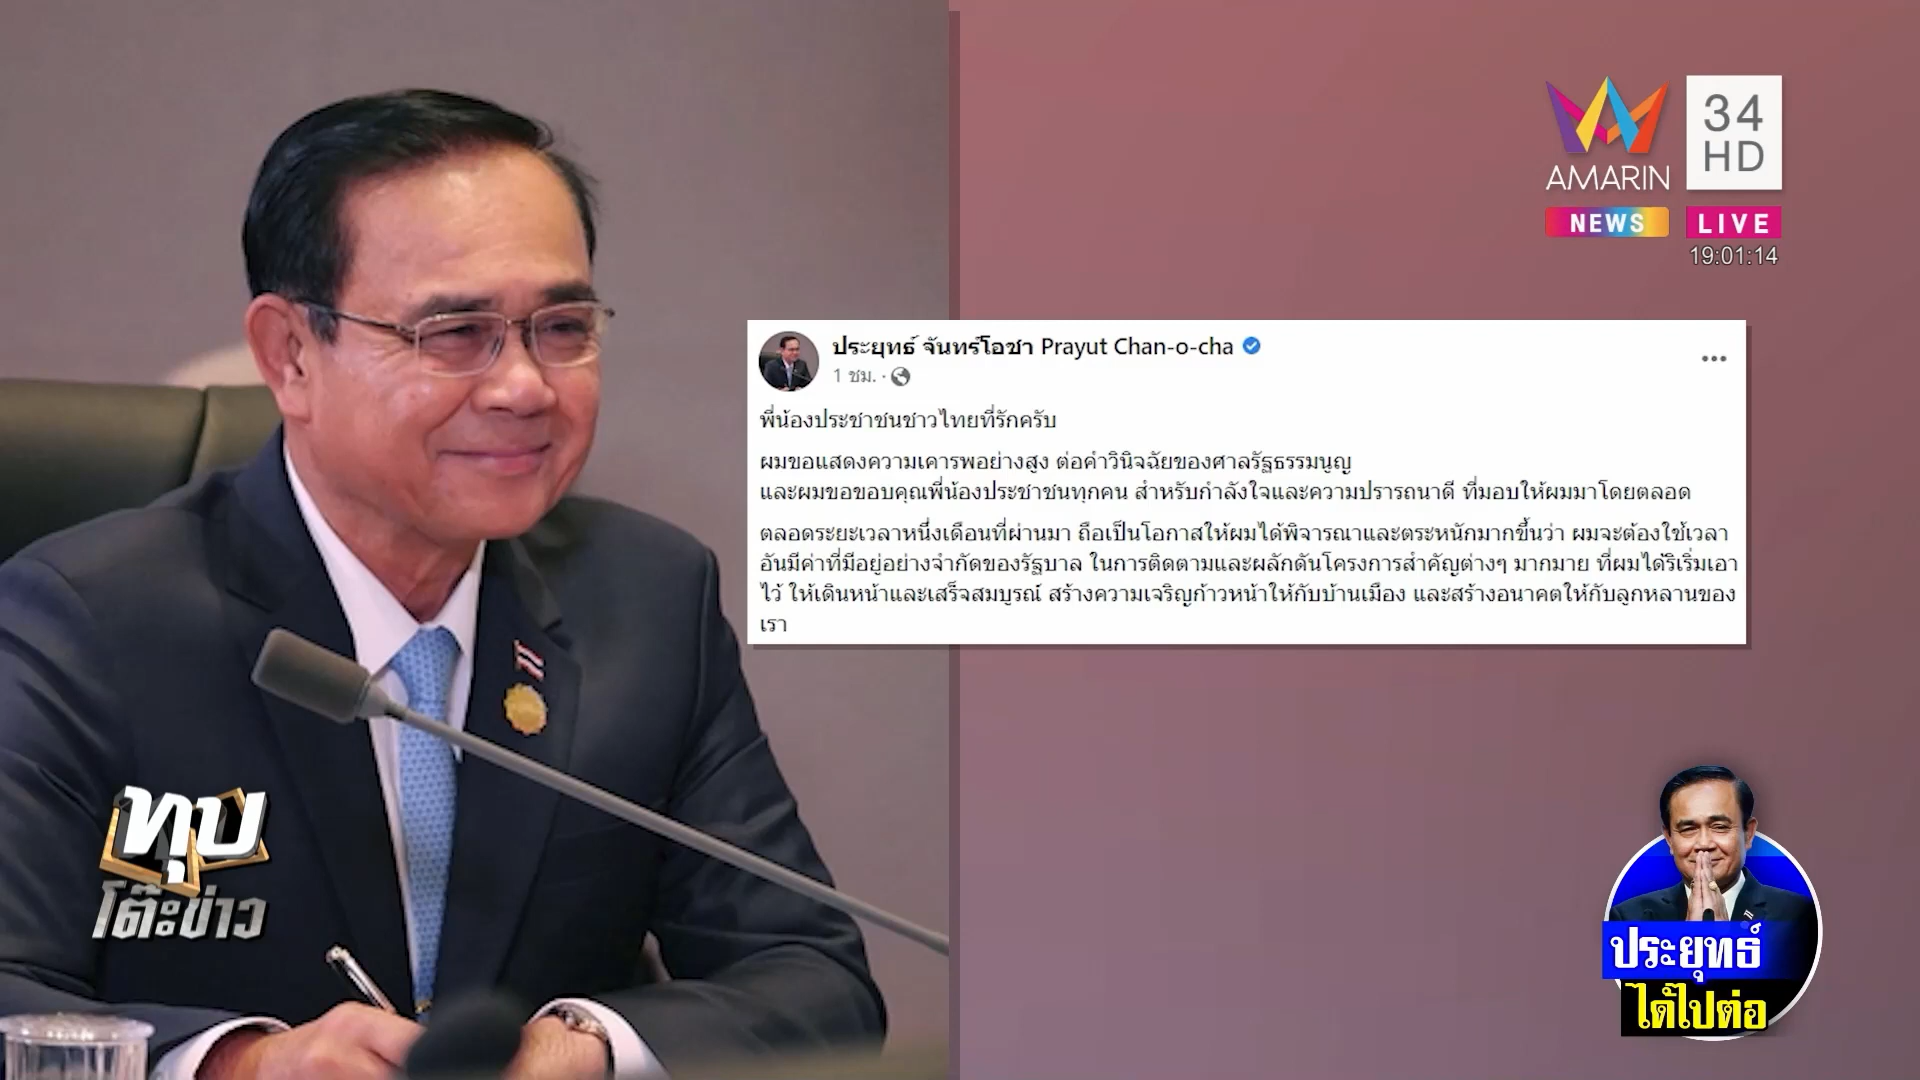 AMARIN
34
HD
NEWS
LIVE
19:01:14
ประยุทธ์ จันทร์โอชา Prayut Chan-o-cha
1 ชม. ·
พี่น้องประชาชนชาวไทยที่รักครับ
ผมขอแสดงความเคารพอย่างสูง ต่อคำวินิจฉัยของศาลรัฐธรรมนูญ
และผมขอขอบคุณพี่น้องประชาชนทุกคน สำหรับกำลังใจและความปรารถนาดี ที่มอบให้ผมมาโดยตลอด
ตลอดระยะเวลาหนึ่งเดือนที่ผ่านมา ถือเป็นโอกาสให้ผมได้พิจารณาและตระหนักมากขึ้นว่า ผมจะต้องใช้เวลา
อันมีค่าที่มีอยู่อย่างจำกัดของรัฐบาล ในการติดตามและผลักดันโครงการสำคัญต่างๆ มากมาย ที่ผมได้ริเริ่มเอา
ไว้ ให้เดินหน้าและเสร็จสมบูรณ์ สร้างความเจริญก้าวหน้าให้กับบ้านเมือง และสร้างอนาคตให้กับลูกหลานของ
เรา
ทุบ
โต๊ะข่าว
ประยุทธ์
ได้ไปต่อ